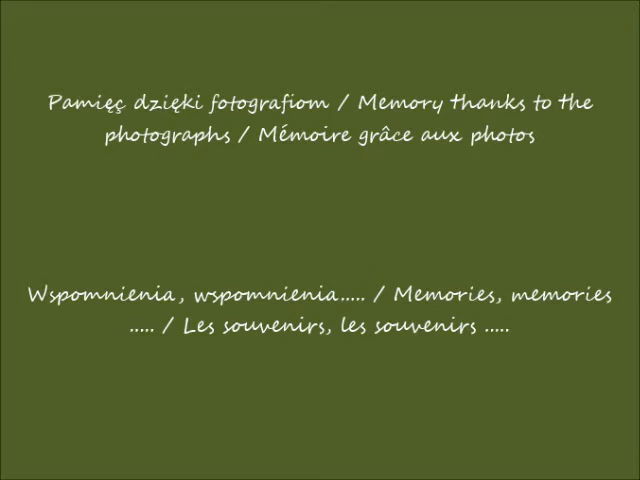 Pamięç dzięki fotografiom / Memory thanks to the
photographs / Mémoire grâce aux photos
Wspomnienia, wspomnienia..... / Memories, memories
..... / Les souvenirs, les souvenirs .....